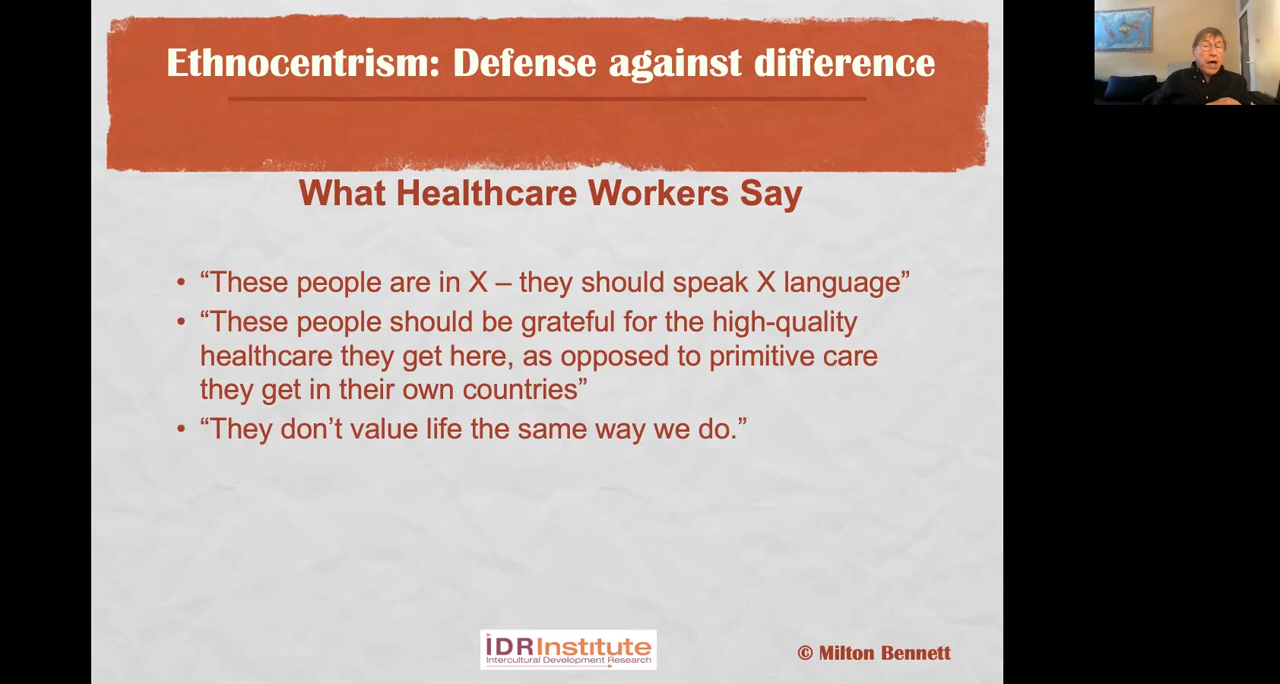 Ethnocentrism: Defense against difference
What Healthcare Workers Say
• “These people are in X – they should speak X language”
• “These people should be grateful for the high-quality
healthcare they get here, as opposed to primitive care
they get in their own countries”
• “They don’t value life the same way we do.”
IDRInstitute
Intercultural Development Research
© Milton Bennett